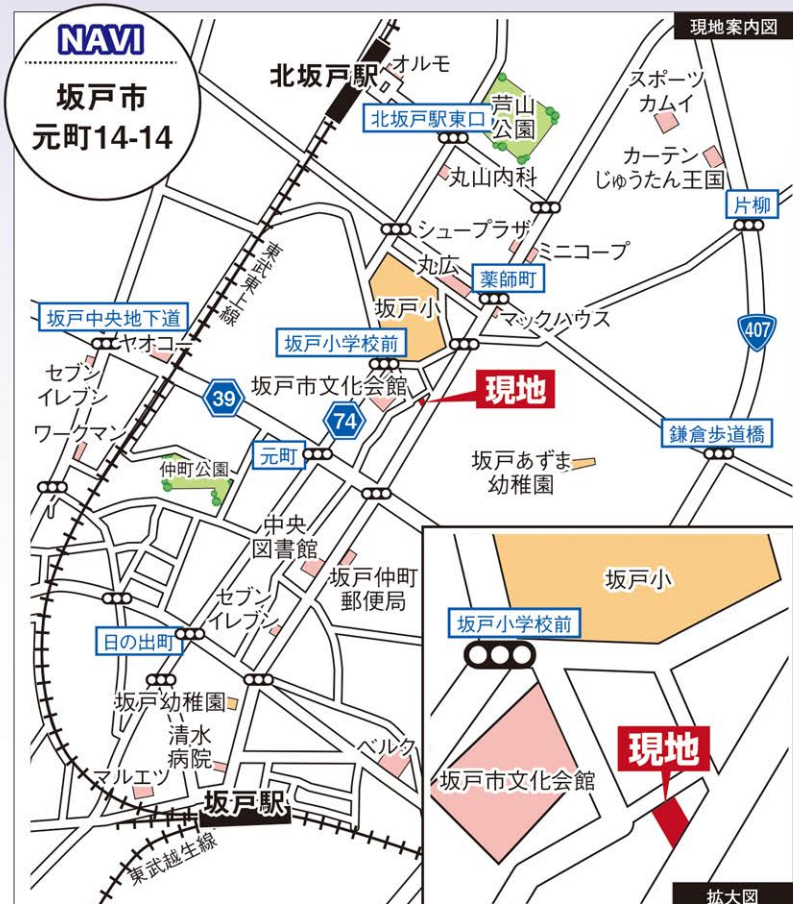 NAVI
坂戸市
元町14-14
現地案内図
北坂戸駅
オルモ
北坂戸駅東口
芦山
公園
スポーツ
カムイ
カーテン
じゅうたん王国
丸山内科
片柳
シュープラザ
ミニコープ
丸広
薬師町
東武東上線
坂戸小
マックハウス
407
坂戸中央地下道
ヤオコー
坂戸小学校前
セブン
イレブン
坂戸市文化会館
現地
39
74
ワークマン
元町
鎌倉歩道橋
仲町公園
坂戸あずま
幼稚園
中央
図書館
坂戸仲町
郵便局
セブン
イレブン
日の出町
坂戸幼稚園
清水
病院
ベルク
マルエツ
坂戸駅
東武越生線
坂戸小
坂戸小学校前
現地
坂戸市文化会館
拡大図